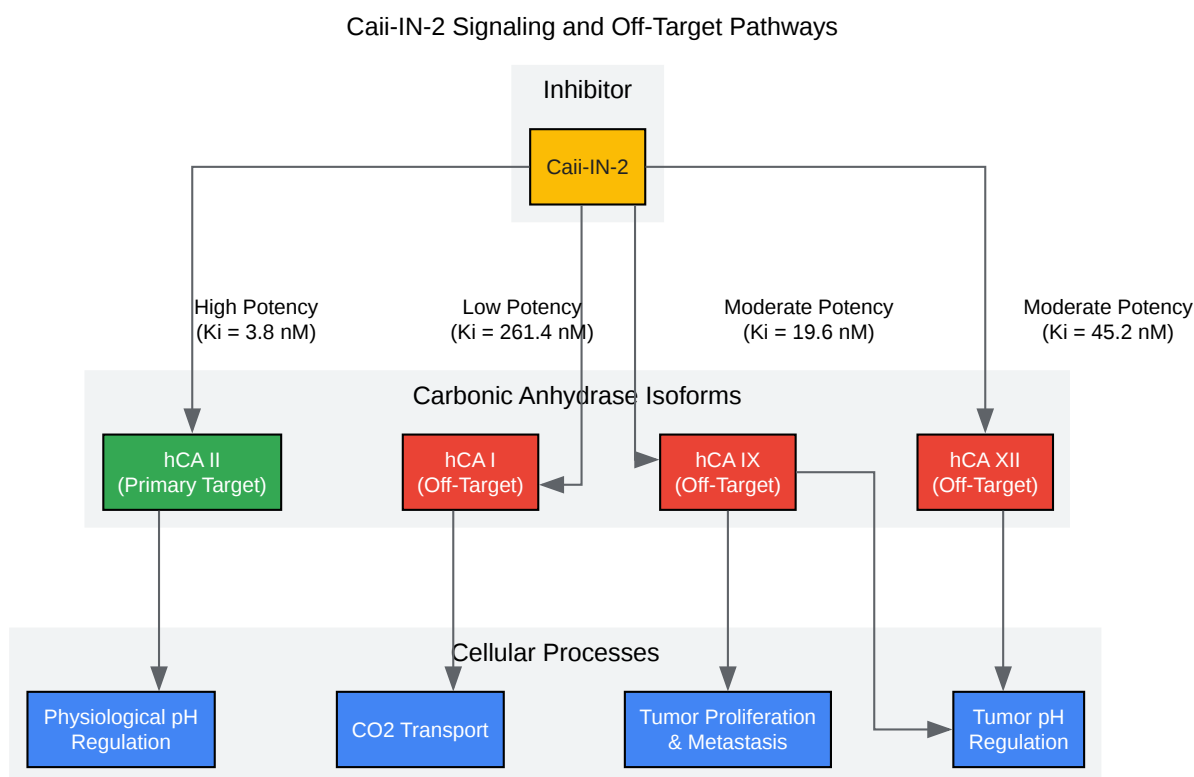 Caii-IN-2 Signaling and Off-Target Pathways
Inhibitor
Caii-IN-2
High Potency
(Ki = 3.8 nM)
Low Potency
(Ki = 261.4 nM)
Moderate Potency
(Ki = 19.6 nM)
Moderate Potency
(Ki = 45.2 nM)
Carbonic Anhydrase Isoforms
hCA II
(Primary Target)
hCA I
(Off-Target)
hCA IX
(Off-Target)
hCA XII
(Off-Target)
Cellular Processes
Physiological pH
Regulation
CO2 Transport
Tumor Proliferation
& Metastasis
Tumor pH
Regulation